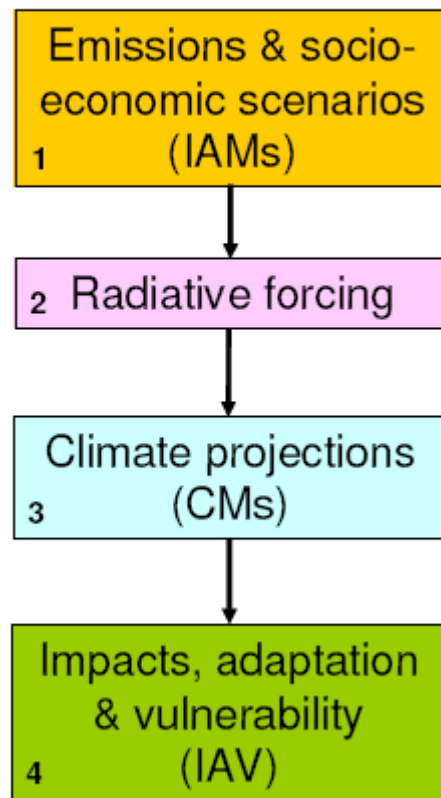 Emissions & socio-
economic scenarios
(IAMs)
1
2 Radiative forcing
Climate projections
(CMs)
3
Impacts, adaptation
& vulnerability
(IAV)
4